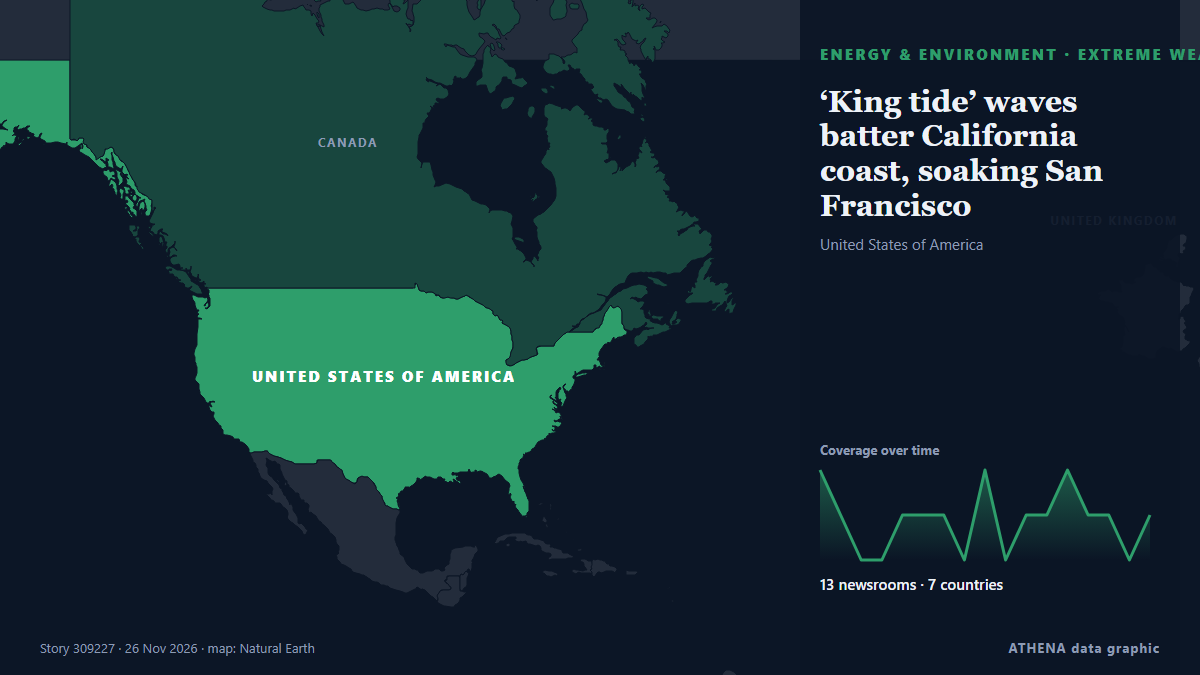 ENERGY & ENVIRONMENT · EXTREME WEA
‘King tide’ waves
batter California
coast, soaking San
Francisco
United States of America
CANADA
UNITED KINGDOM
UNITED STATES OF AMERICA
Coverage over time
13 newsrooms · 7 countries
Story 309227 · 26 Nov 2026 · map: Natural Earth
ATHENA data graphic